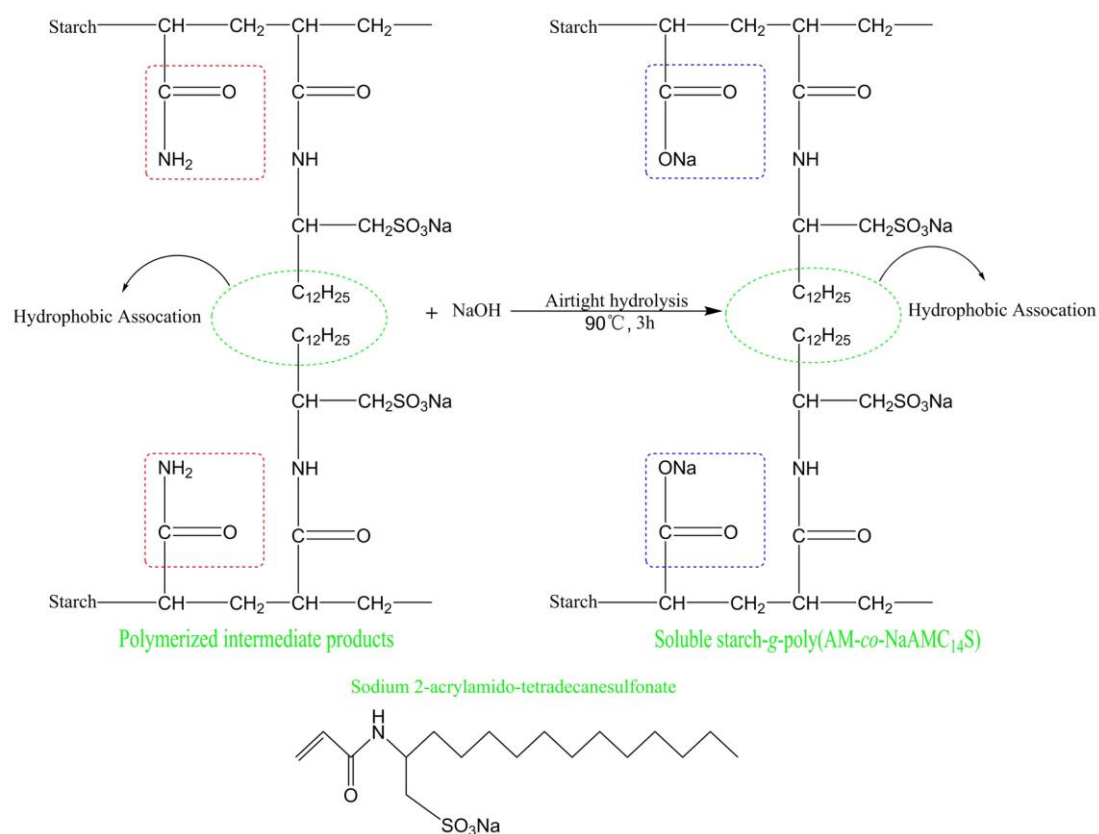 Starch—CH—CH₂—CH—CH₂— Starch—CH—CH₂—CH—CH₂—
C=O C=O C=O C=O
NH₂ NH ONa NH
CH—CH₂SO₃Na CH—CH₂SO₃Na
C₁₂H₂₅ C₁₂H₂₅
Hydrophobic Assocation + NaOH Airtight hydrolysis Hydrophobic Assocation
90℃, 3h
C₁₂H₂₅ C₁₂H₂₅
CH—CH₂SO₃Na CH—CH₂SO₃Na
NH₂ NH ONa NH
C=O C=O C=O C=O
Starch—CH—CH₂—CH—CH₂— Starch—CH—CH₂—CH—CH₂—
Polymerized intermediate products Soluble starch-g-poly(AM-co-NaAMC₁₄S)
Sodium 2-acrylamido-tetradecanesulfonate
H
N
O
SO₃Na